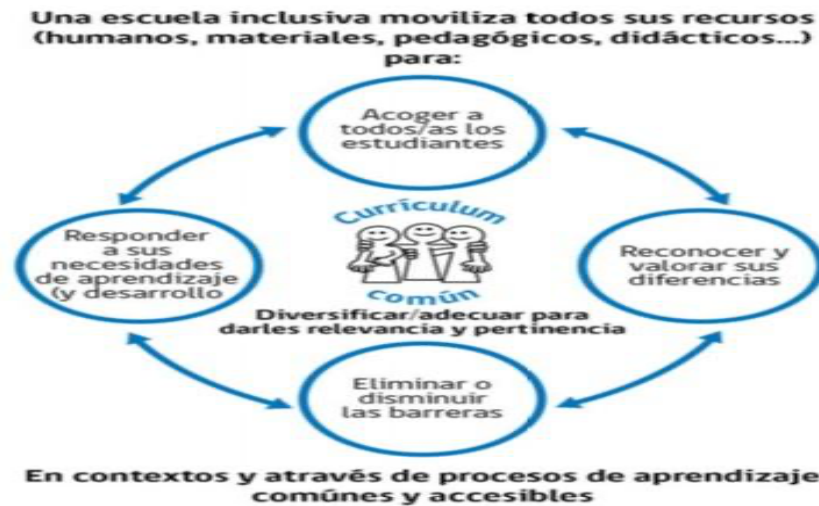 Una escuela inclusiva moviliza todos sus recursos
(humanos, materiales, pedagógicos, didácticos...)
para:
Acoger a
todos/as los
estudiantes
Responder
a sus
necesidades
de aprendizaje
(y desarrollo
Currículum
común
Reconocer y
valorar sus
diferencias
Diversificar/adecuar para
darles relevancia y pertinencia
Eliminar o
disminuir
las barreras
En contextos y através de procesos de aprendizaje
comúnes y accesibles